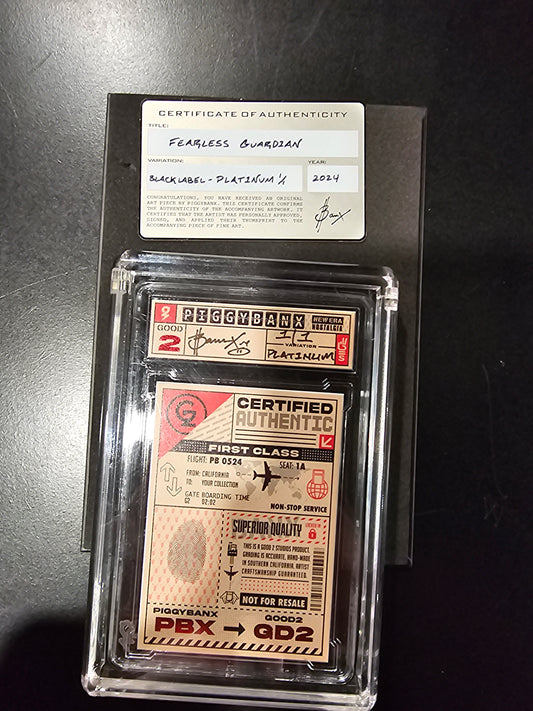 CERTIFICATE OF AUTHENTICITY
TITLE:
FEARLESS GUARDIAN
VARIATION:
YEAR:
BLACKLABEL - PLATINUM 1/1
2024
CONGRATULATIONS, YOU HAVE RECEIVED AN ORIGINAL
ART PIECE BY PIGGYBANX. THIS CERTIFICATE CONFIRMS
THE AUTHENTICITY OF THE ACCOMPANYING ARTWORK. IT
CERTIFIED THAT THE ARTIST HAS PERSONALLY APPROVED,
SIGNED, AND APPLIED THEIR THUMBPRINT TO THE
ACCOMPANYING PIECE OF FINE ART.
Banx
PIGGYBANX
NEW ERA
NOSTALGIA
GOOD
2
Banx
1/1
VARIATION
PLATINUM
CERTIFIED
AUTHENTIC
FIRST CLASS
FLIGHT: PB 0524
SEAT: 1A
FROM: CALIFORNIA
TO: YOUR COLLECTION
GATE BOARDING TIME
G2 02:02
NON-STOP SERVICE
SUPERIOR QUALITY
LOCKED IN
THIS IS A GOOD 2 STUDIOS PRODUCT.
GRADING IS ACCURATE, HAND-MADE
IN SOUTHERN CALIFORNIA. ARTIST
CRAFTSMANSHIP GUARANTEED.
NOT FOR RESALE
PIGGYBANX
GOOD2
PBX → GD2